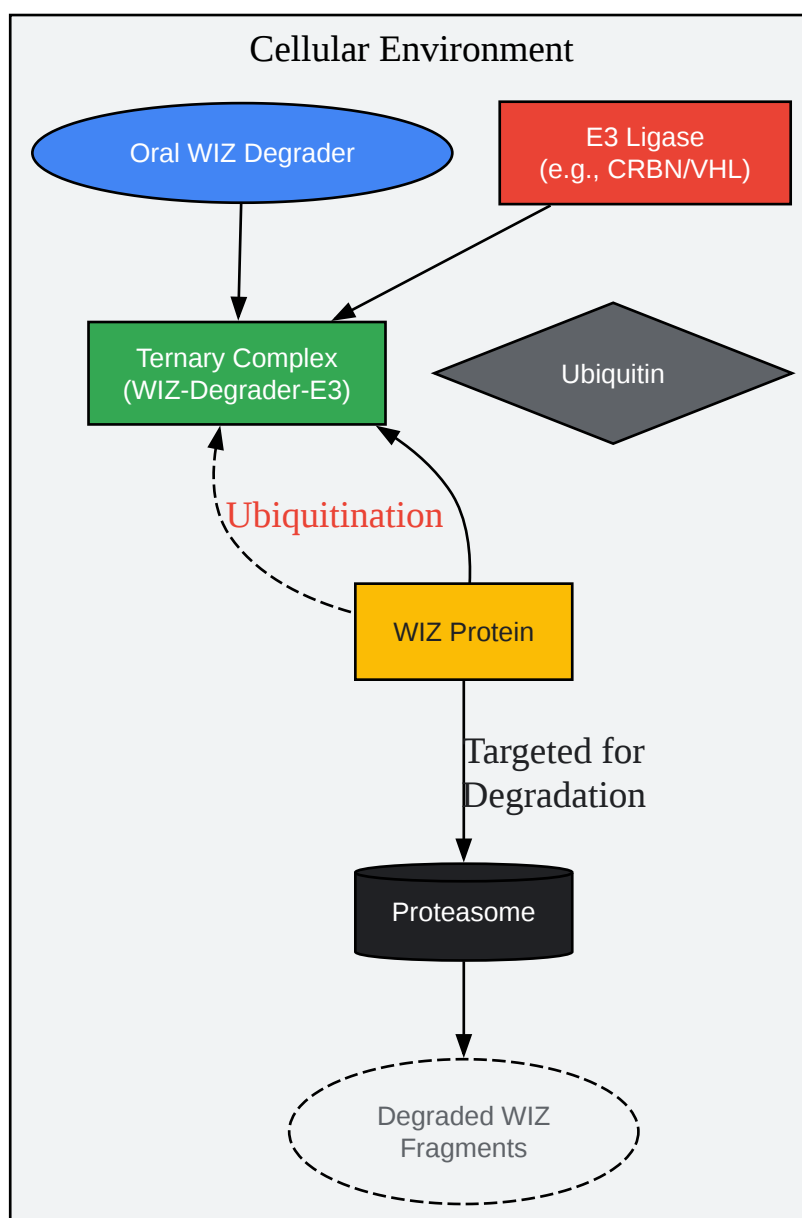 Cellular Environment
Oral WIZ Degrader
E3 Ligase
(e.g., CRBN/VHL)
Ternary Complex
(WIZ-Degrader-E3)
Ubiquitin
Ubiquitination
WIZ Protein
Targeted for
Degradation
Proteasome
Degraded WIZ
Fragments